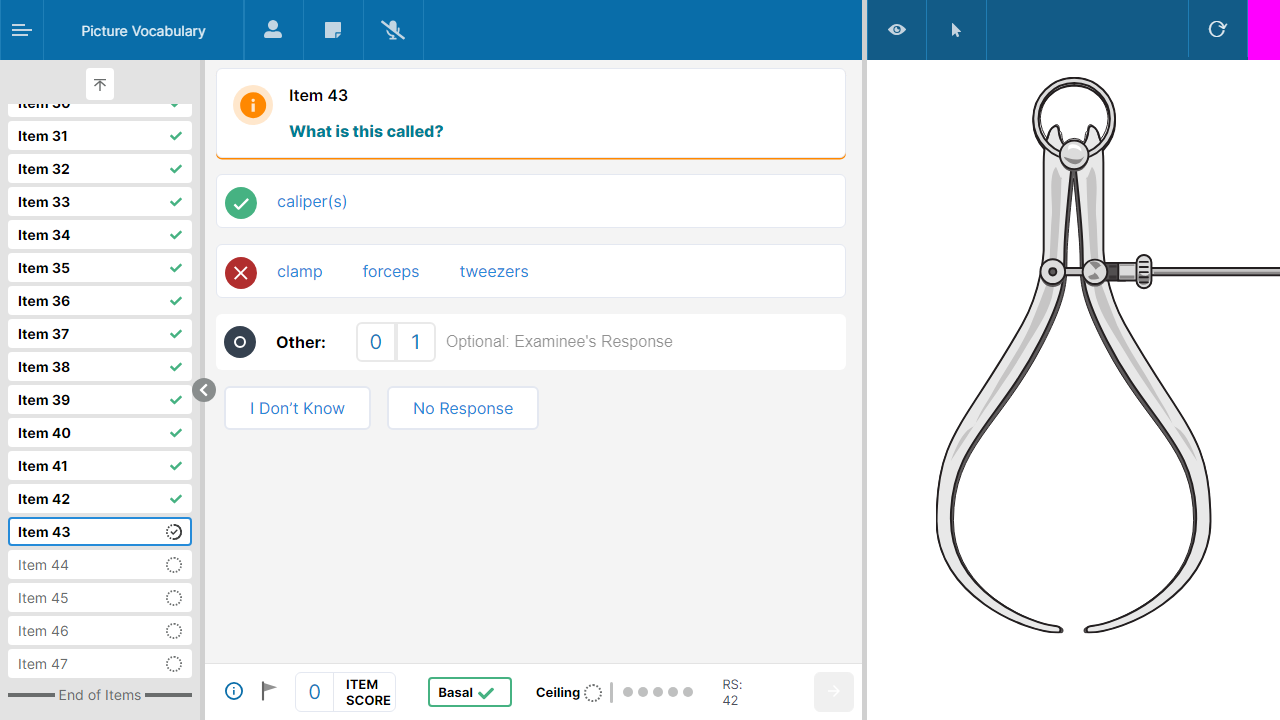 Picture Vocabulary
Item 30
Item 31
Item 32
Item 33
Item 34
Item 35
Item 36
Item 37
Item 38
Item 39
Item 40
Item 41
Item 42
Item 43
Item 44
Item 45
Item 46
Item 47
End of Items
Item 43
What is this called?
caliper(s)
clamp forceps tweezers
Other: 0 1 Optional: Examinee's Response
I Don’t Know No Response
0 ITEM SCORE
Basal
Ceiling
RS:
42